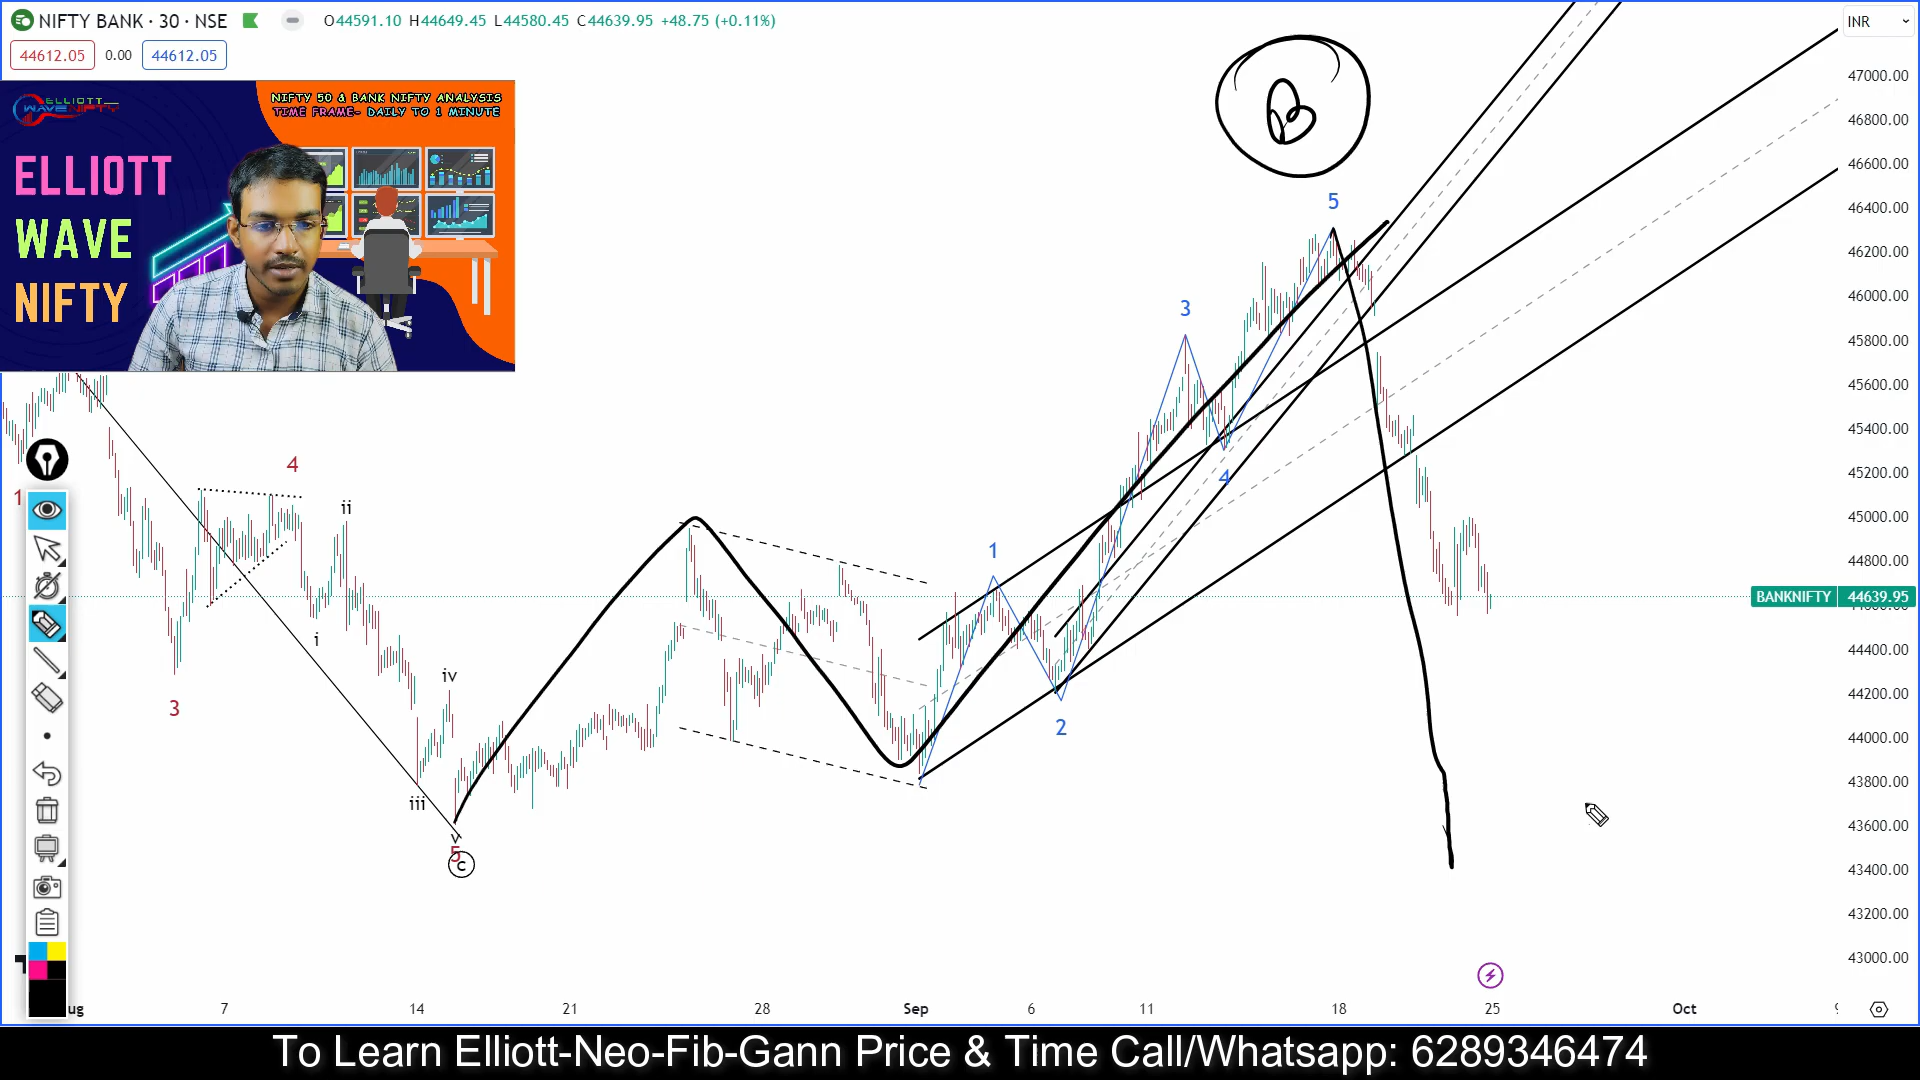 NIFTY BANK · 30 · NSE
O44591.10 H44649.45 L44580.45 C44639.95 +48.75 (+0.11%)
INR
44612.05 0.00 44612.05
ELLIOTT
WAVE NIFTY
NIFTY 50 & BANK NIFTY ANALYSIS
TIME FRAME- DAILY TO 1 MINUTE
ELLIOTT
WAVE
NIFTY
B
5
3
4
1
2
1
4
ii
i
3
iv
iii
v
5
c
47000.00
46800.00
46600.00
46400.00
46200.00
46000.00
45800.00
45600.00
45400.00
45200.00
45000.00
44800.00
BANKNIFTY 44639.95
44400.00
44200.00
44000.00
43800.00
43600.00
43400.00
43200.00
43000.00
ug 7 14 21 28 Sep 6 11 18 25 Oct
To Learn Elliott-Neo-Fib-Gann Price & Time Call/Whatsapp: 6289346474